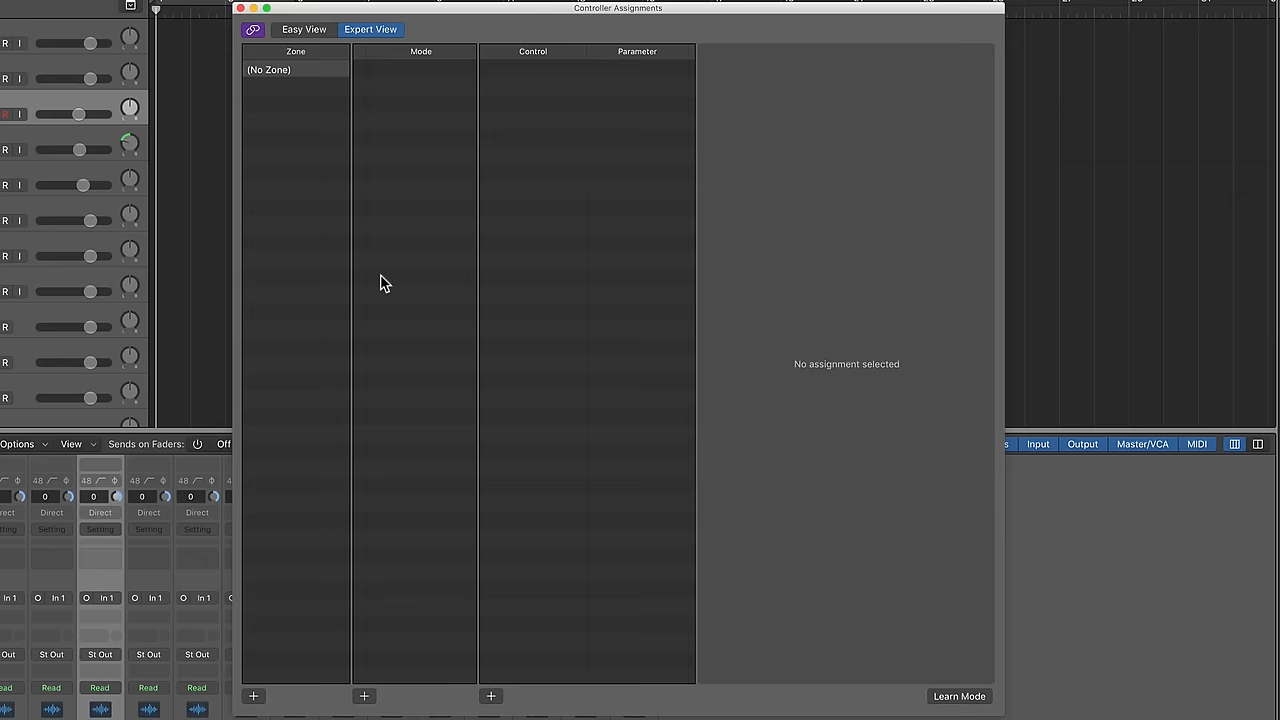 Controller Assignments
Easy View Expert View
Zone Mode Control Parameter
(No Zone)
R I
R I
R I
R I
R I
R I
R I
R I
R
R
R
No assignment selected
Options View Sends on Faders: Off
Input Output Master/VCA MIDI
48 48 48 48 48
0 0 0 0
Direct Direct Direct Direct
Setting Setting Setting Setting
In 1 In 1 In 1 In 1 In 1
Out St Out St Out St Out St Out
Read Read Read Read
+ + + Learn Mode